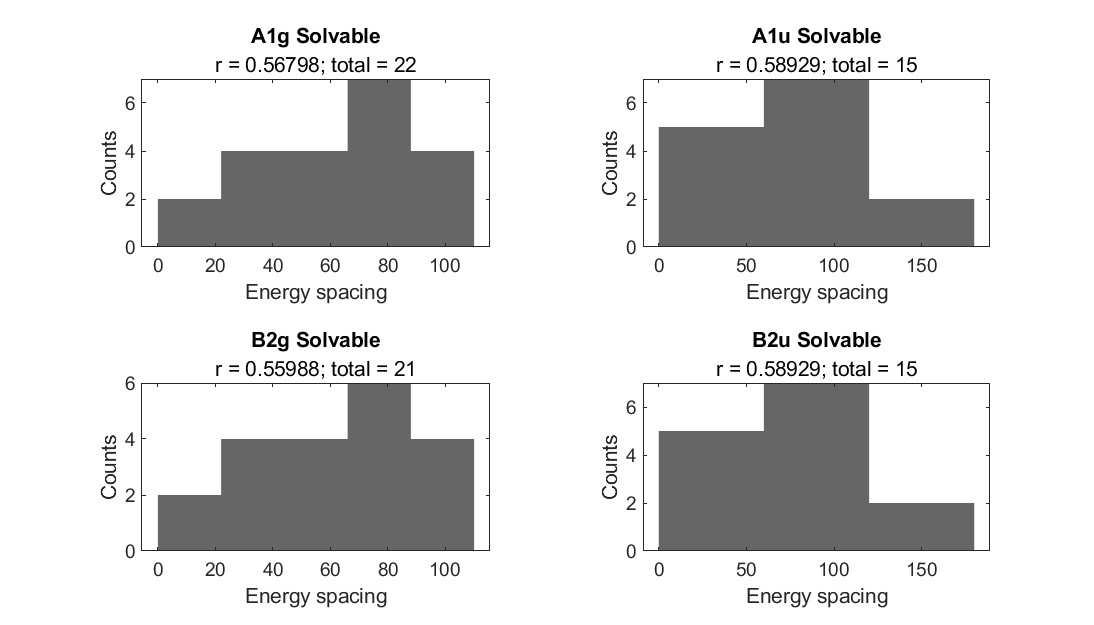 A1g Solvable
r = 0.56798; total = 22
6
4
2
0
Counts
0 20 40 60 80 100
Energy spacing
A1u Solvable
r = 0.58929; total = 15
6
4
2
0
Counts
0 50 100 150
Energy spacing
B2g Solvable
r = 0.55988; total = 21
6
4
2
0
Counts
0 20 40 60 80 100
Energy spacing
B2u Solvable
r = 0.58929; total = 15
6
4
2
0
Counts
0 50 100 150
Energy spacing